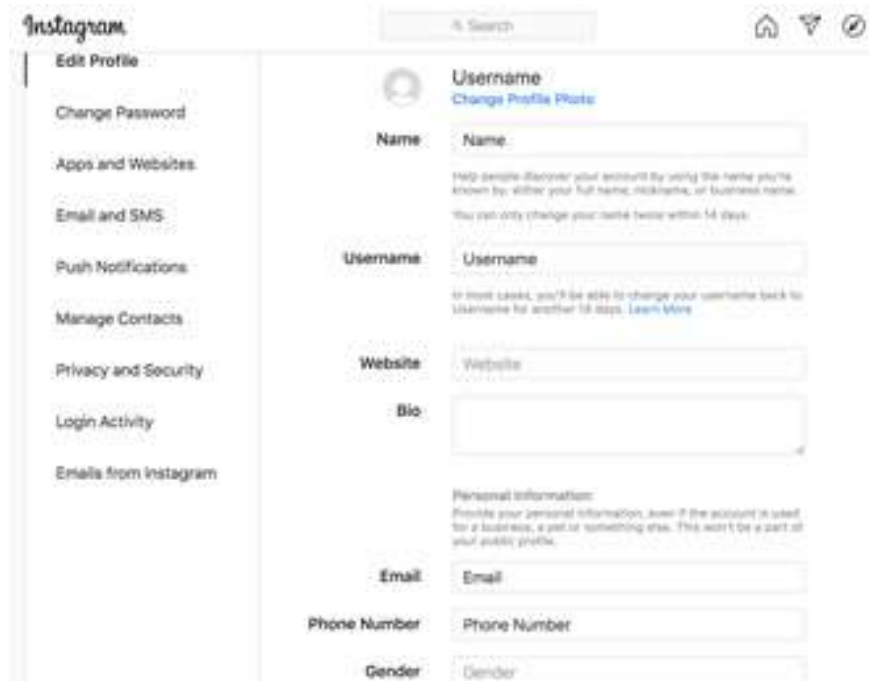 Instagram
Search
Edit Profile
Change Password
Apps and Websites
Email and SMS
Push Notifications
Manage Contacts
Privacy and Security
Login Activity
Emails from Instagram
Username
Change Profile Photo
Name
Name
Help people discover your account by using the name you're
known by: either your full name, nickname, or business name.
You can only change your name twice within 14 days.
Username
Username
In most cases, you'll be able to change your username back to
Username for another 14 days. Learn More
Website
Website
Bio
Personal Information
Provide your personal information, even if the account is used
for a business, a pet or something else. This won't be a part of
your public profile.
Email
Email
Phone Number
Phone Number
Gender
Gender